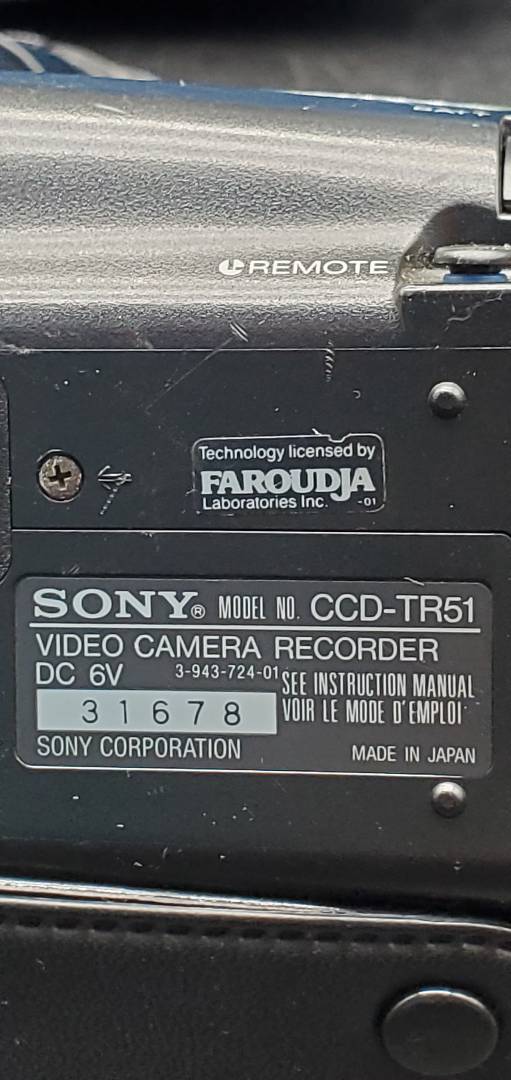 REMOTE
Technology licensed by
FAROUDJA
Laboratories Inc. -01
SONY® MODEL NO. CCD-TR51
VIDEO CAMERA RECORDER
DC 6V 3-943-724-01 SEE INSTRUCTION MANUAL
31678 VOIR LE MODE D'EMPLOI
SONY CORPORATION MADE IN JAPAN